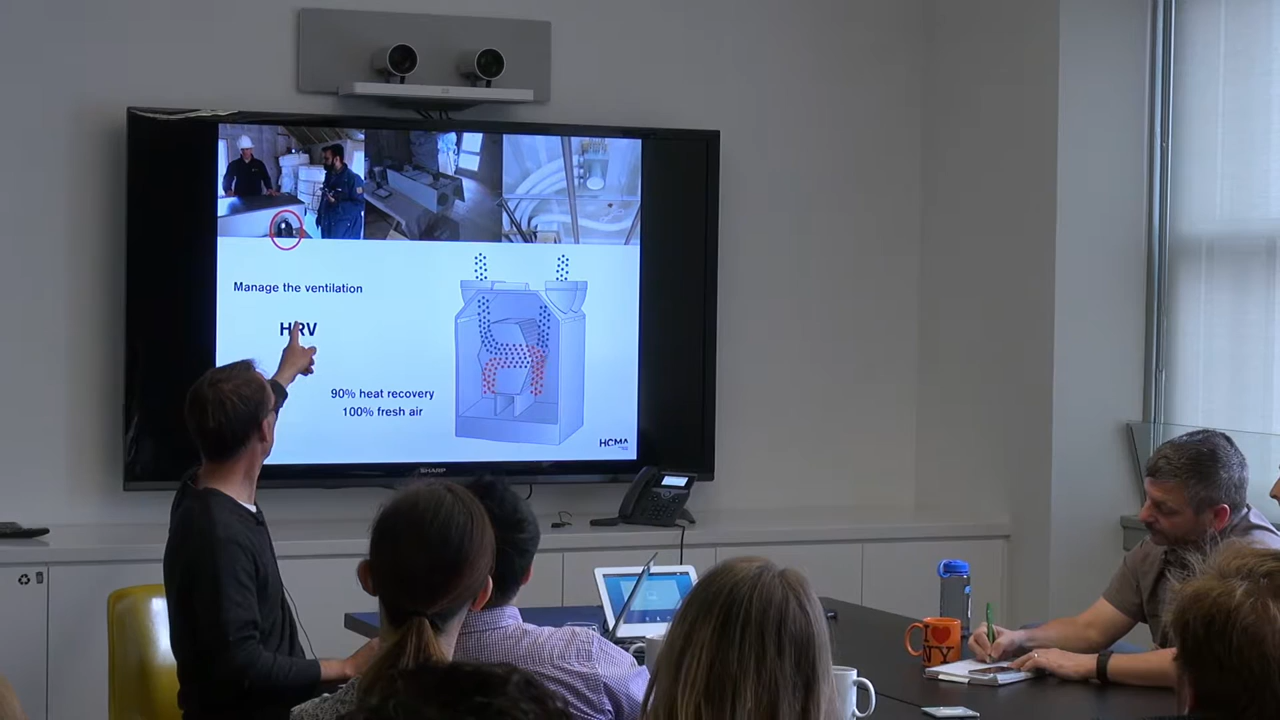 Manage the ventilation
HRV
90% heat recovery
100% fresh air
HCMA
SHARP
I ♥
NY